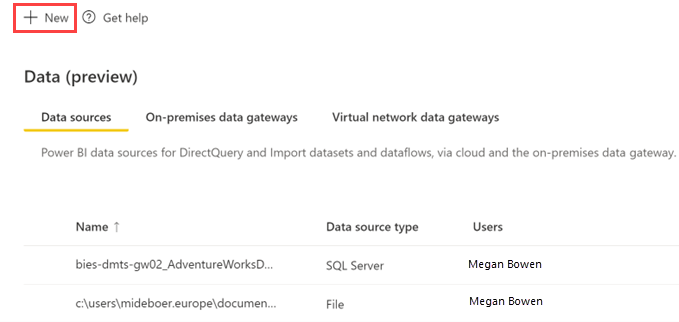 + New ? Get help
Data (preview)
Data sources On-premises data gateways Virtual network data gateways
Power BI data sources for DirectQuery and Import datasets and dataflows, via cloud and the on-premises data gateway.
Name ↑ Data source type Users
bies-dmts-gw02_AdventureWorksD... SQL Server Megan Bowen
c:\users\mideboer.europe\documen... File Megan Bowen